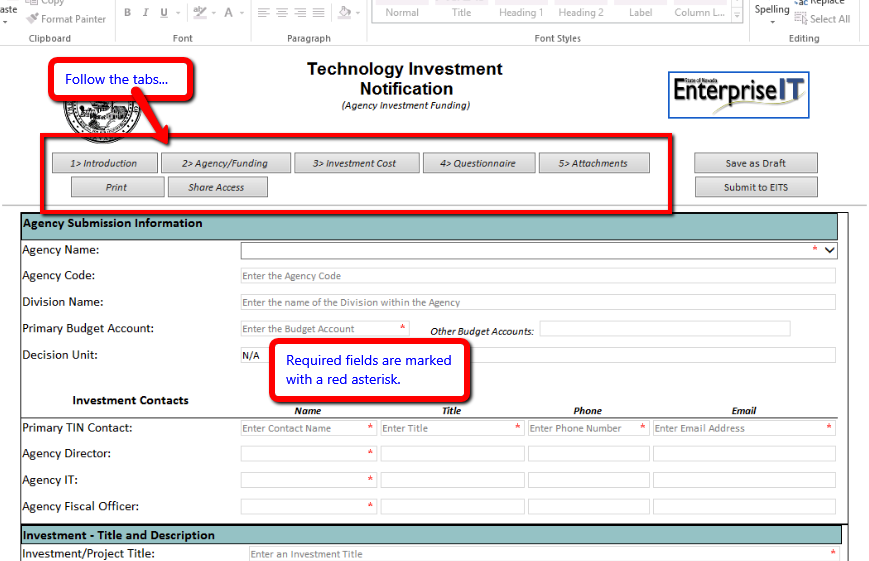 aste
Copy
Format Painter
B I U aby A
Normal Title Heading 1 Heading 2 Label Column L...
Spelling
Replace
Select All
Clipboard Font Paragraph Font Styles Editing
Follow the tabs...
Technology Investment
Notification
(Agency Investment Funding)
State of Nevada
EnterpriseIT
1> Introduction 2> Agency/Funding 3> Investment Cost 4> Questionnaire 5> Attachments Save as Draft
Print Share Access Submit to EITS
Agency Submission Information
Agency Name: *
Agency Code: Enter the Agency Code
Division Name: Enter the name of the Division within the Agency
Primary Budget Account: Enter the Budget Account * Other Budget Accounts:
Decision Unit: N/A
Required fields are marked
with a red asterisk.
Investment Contacts
Name Title Phone Email
Primary TIN Contact: Enter Contact Name * Enter Title * Enter Phone Number * Enter Email Address *
Agency Director: *
Agency IT: *
Agency Fiscal Officer: *
Investment - Title and Description
Investment/Project Title: Enter an Investment Title *